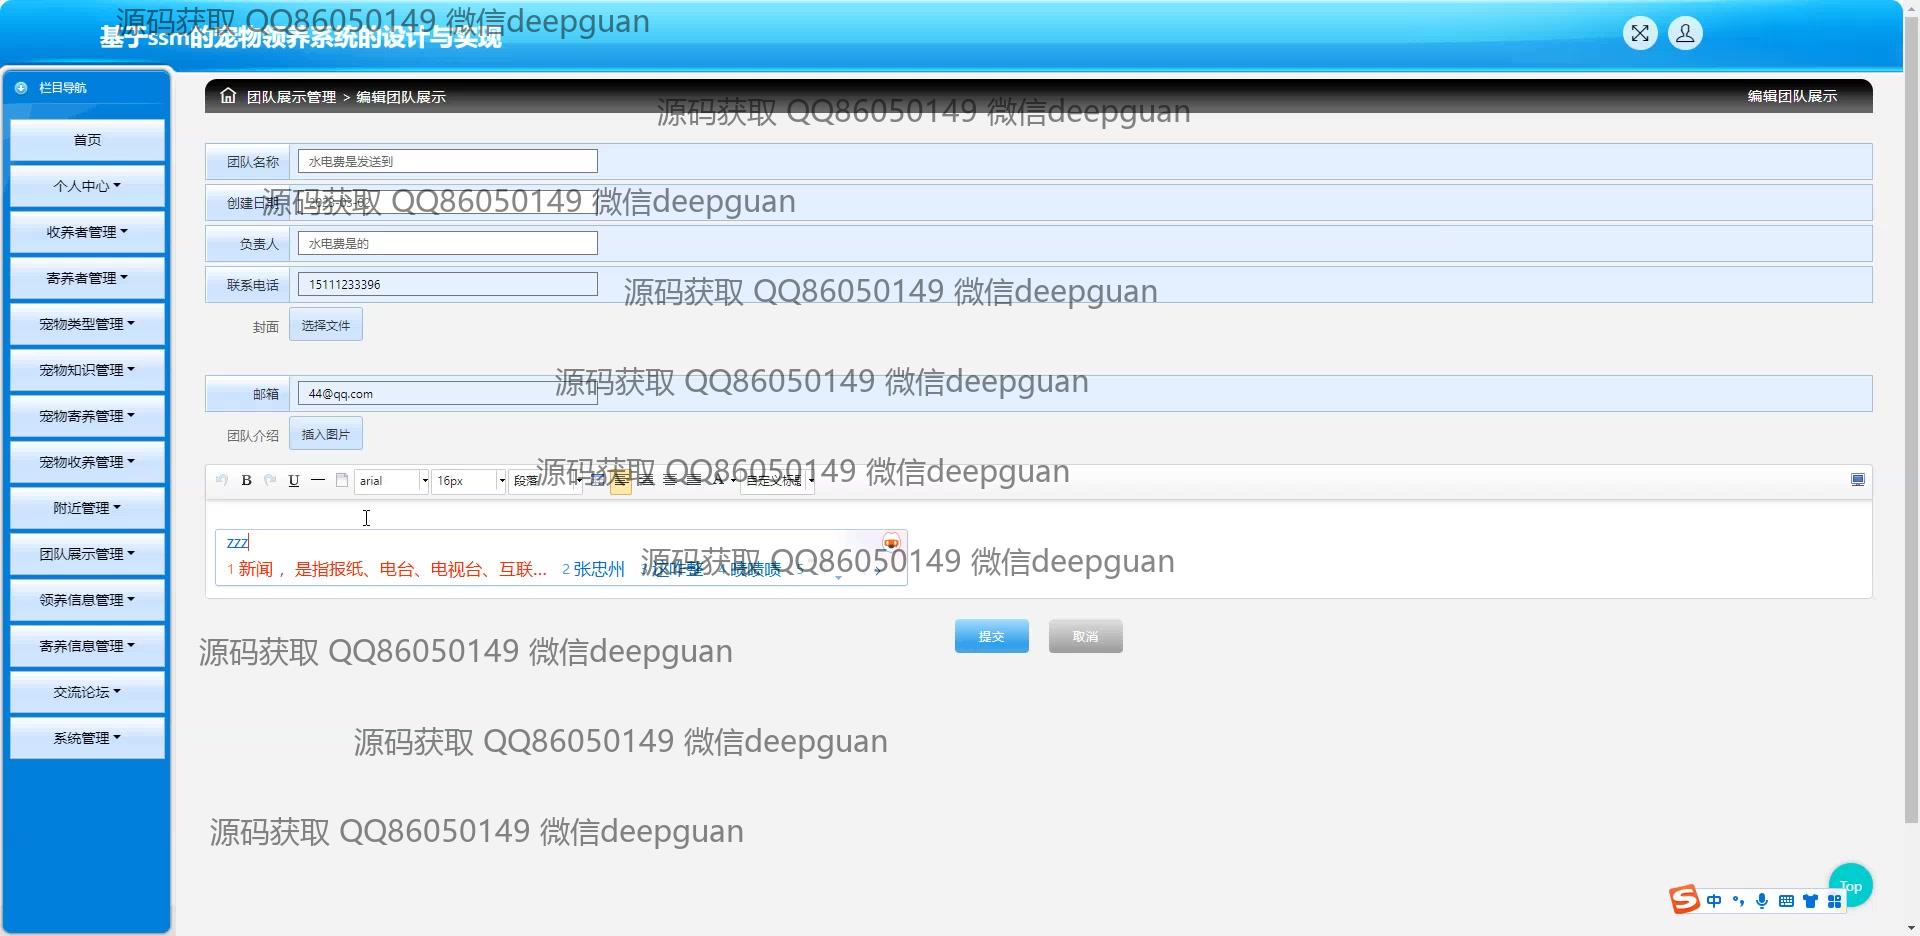 源码获取 QQ86050149 微信deepguan
基于ssm的宠物领养系统的设计与实现
栏目导航
首页
个人中心
收养者管理
寄养者管理
宠物类型管理
宠物知识管理
宠物寄养管理
宠物收养管理
附近管理
团队展示管理
领养信息管理
寄养信息管理
交流论坛
系统管理
团队展示管理 > 编辑团队展示
编辑团队展示
源码获取 QQ86050149 微信deepguan
团队名称 水电费是发送到
创建日期
源码获取 QQ86050149 微信deepguan
负责人 水电费是的
联系电话 15111233396
源码获取 QQ86050149 微信deepguan
封面 选择文件
邮箱 44@qq.com
源码获取 QQ86050149 微信deepguan
团队介绍 插入图片
B U arial 16px 段落 A 自定义标题
源码获取 QQ86050149 微信deepguan
zzz
1 新闻，是指报纸、电台、电视台、互联... 2 张忠州 3 这咋整 4 啧啧啧 5
源码获取 QQ86050149 微信deepguan
提交 取消
源码获取 QQ86050149 微信deepguan
源码获取 QQ86050149 微信deepguan
源码获取 QQ86050149 微信deepguan
Top
中